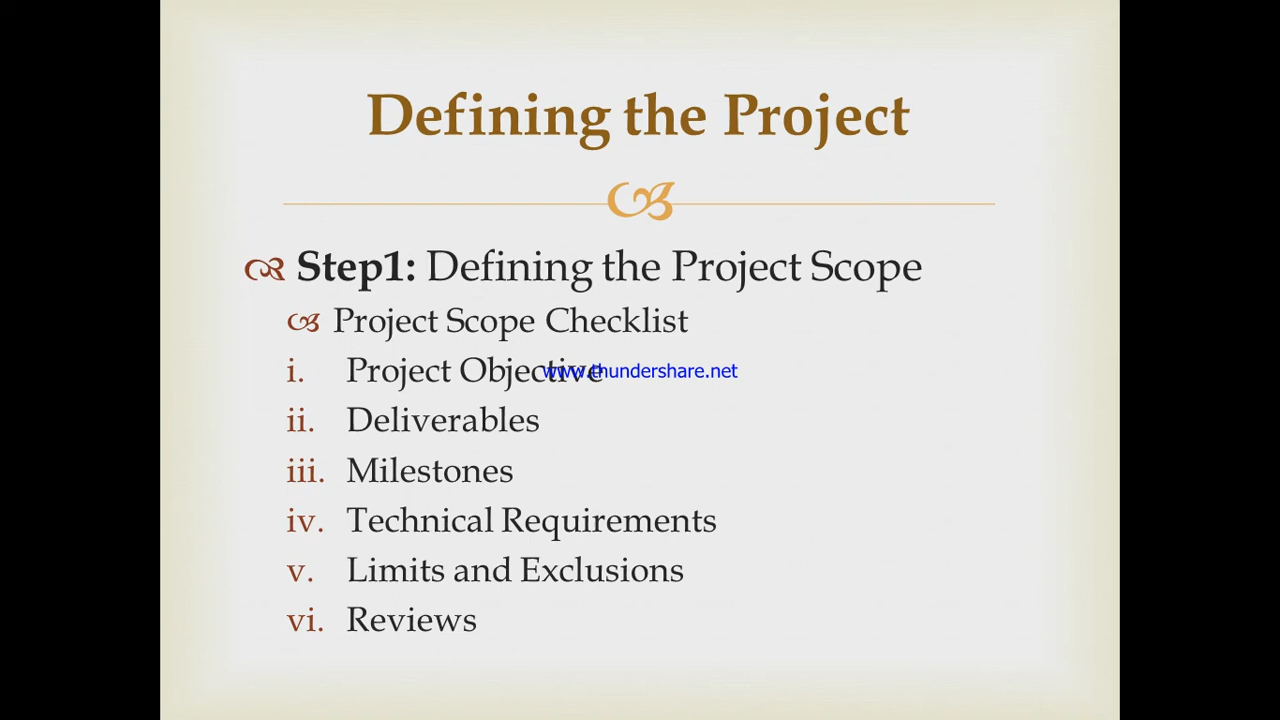 Defining the Project
Step1: Defining the Project Scope
Project Scope Checklist
i. Project Objective
www.thundershare.net
ii. Deliverables
iii. Milestones
iv. Technical Requirements
v. Limits and Exclusions
vi. Reviews